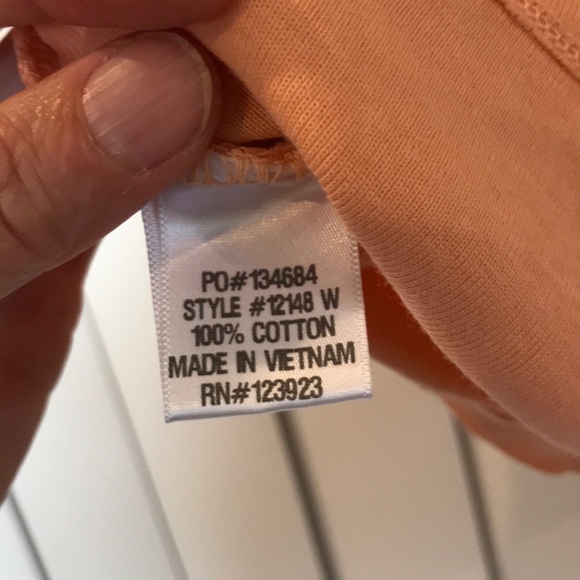 PO#134684
STYLE #12148 W
100% COTTON
MADE IN VIETNAM
RN#123923